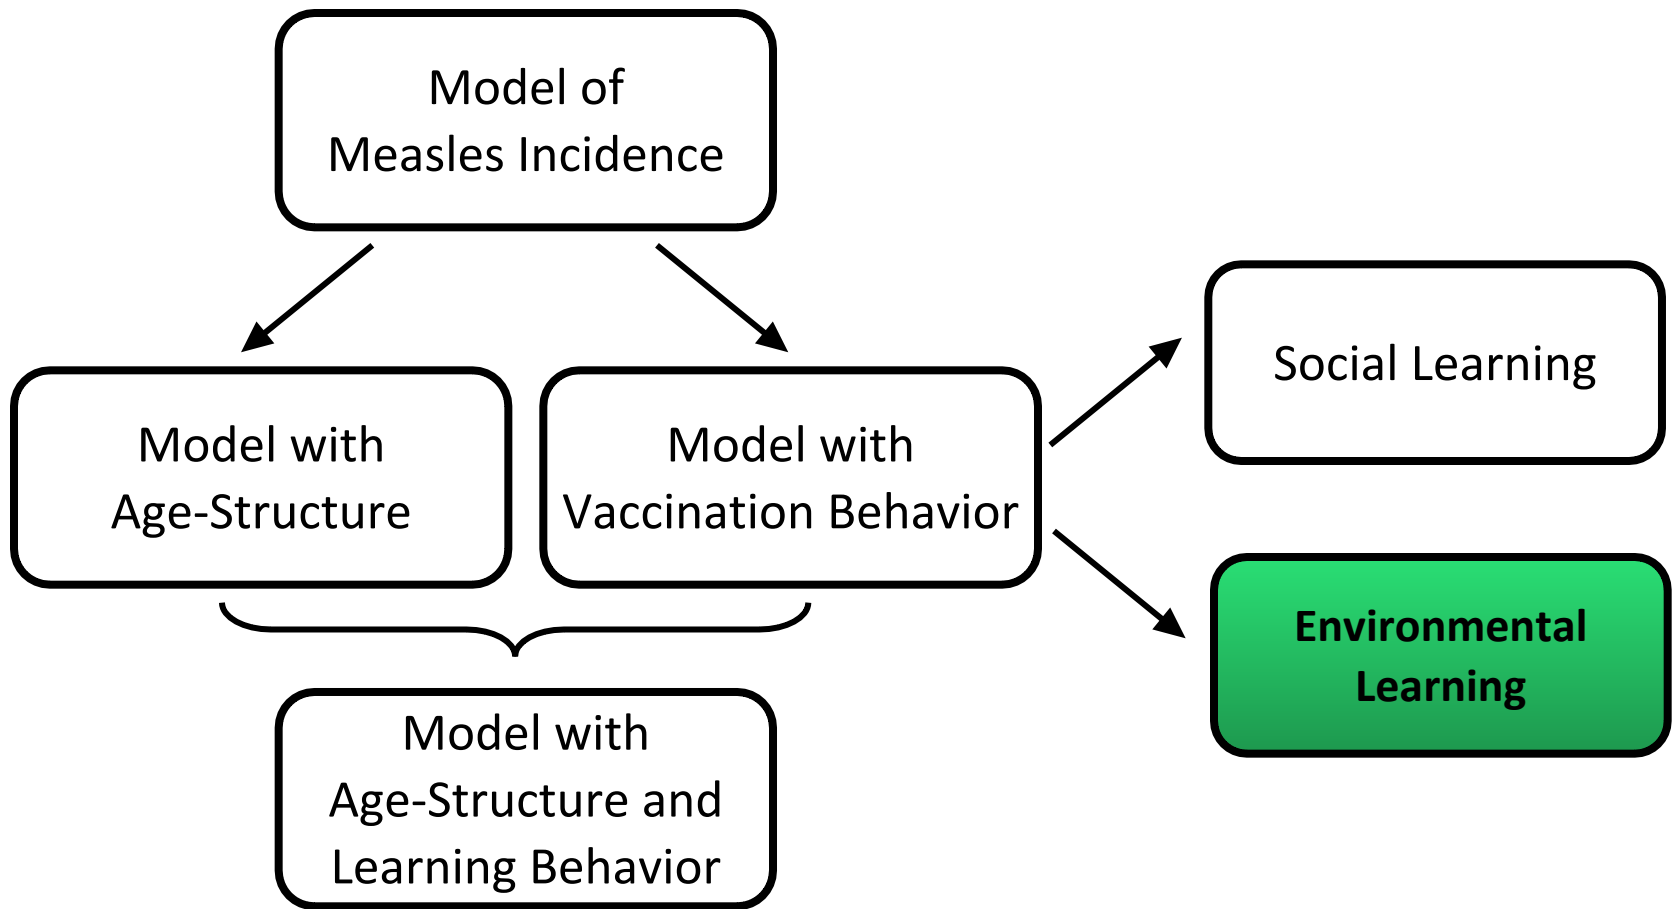 Model of
Measles Incidence
Model with
Age-Structure
Model with
Vaccination Behavior
Social Learning
Environmental
Learning
Model with
Age-Structure and
Learning Behavior